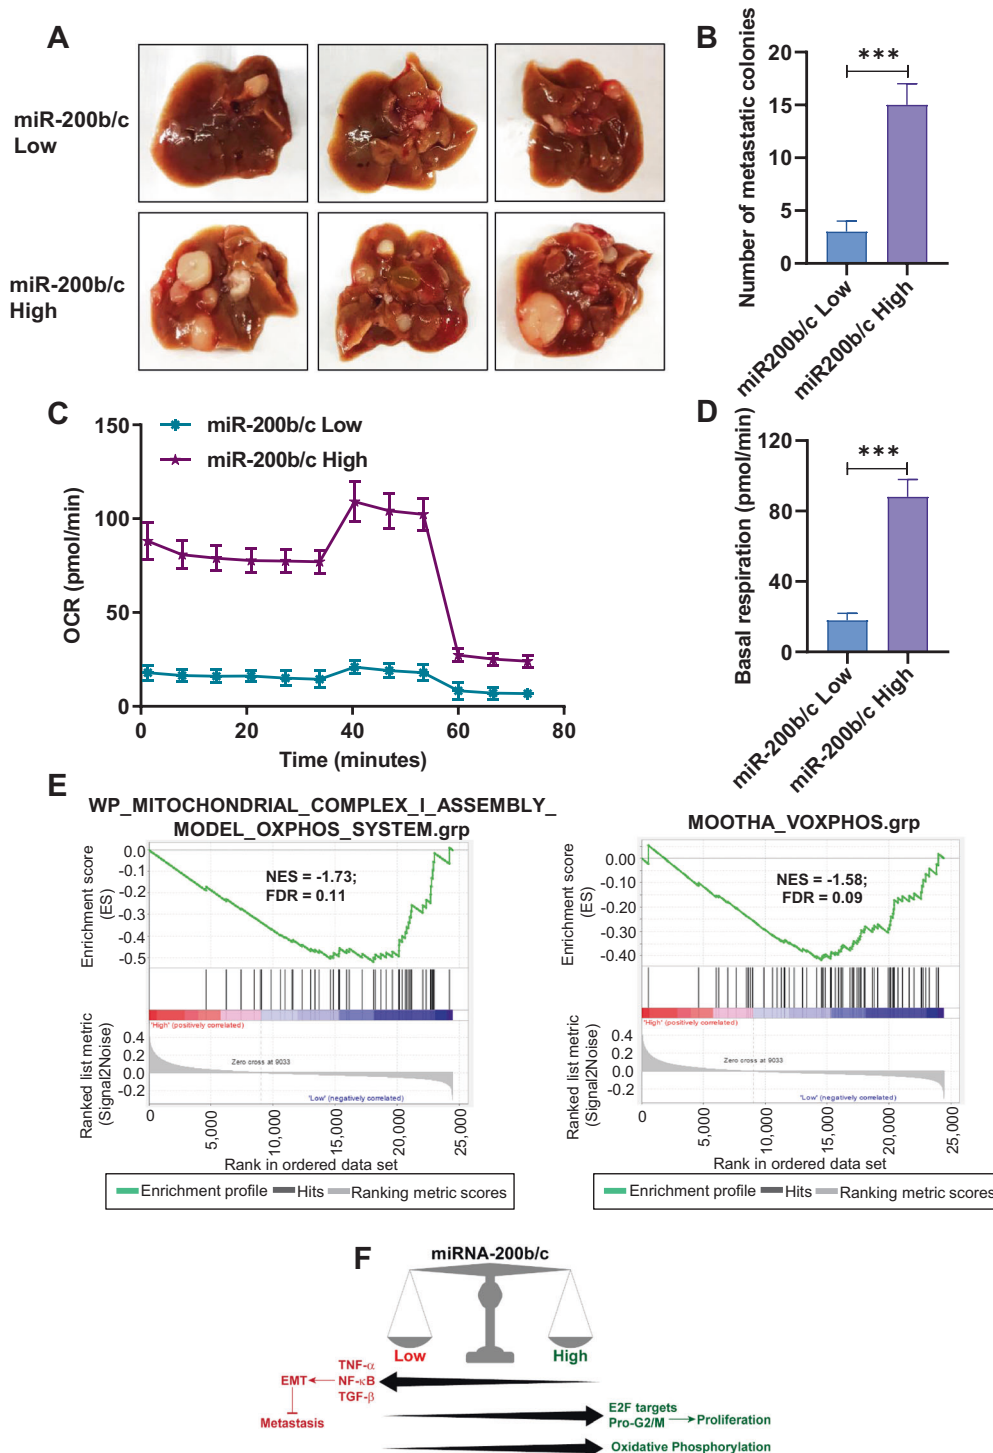 A
miR-200b/c
Low
miR-200b/c
High
B
Number of metastatic colonies
20
15
10
5
0
***
miR200b/c Low
miR200b/c High
C
OCR (pmol/min)
150
100
50
0
miR-200b/c Low
miR-200b/c High
0
20
40
60
80
Time (minutes)
D
Basal respiration (pmol/min)
120
80
40
0
***
miR-200b/c Low
miR-200b/c High
E
WP_MITOCHONDRIAL_COMPLEX_I_ASSEMBLY_
MODEL_OXPHOS_SYSTEM.grp
Enrichment score
(ES)
0.0
-0.1
-0.2
-0.3
-0.4
-0.5
NES = -1.73;
FDR = 0.11
'High' (positively correlated)
Ranked list metric
(Signal2Noise)
0.4
0.2
0.0
-0.2
Zero cross at 9033
'Low' (negatively correlated)
0
5,000
10,000
15,000
20,000
25,000
Rank in ordered data set
Enrichment profile Hits Ranking metric scores
MOOTHA_VOXPHOS.grp
Enrichment score
(ES)
0.00
-0.10
-0.20
-0.30
-0.40
NES = -1.58;
FDR = 0.09
'High' (positively correlated)
Ranked list metric
(Signal2Noise)
0.4
0.2
0.0
-0.2
Zero cross at 9033
'Low' (negatively correlated)
0
5,000
10,000
15,000
20,000
25,000
Rank in ordered data set
Enrichment profile Hits Ranking metric scores
F
miRNA-200b/c
Low
High
TNF-α
EMT NF-κB
TGF-β
Metastasis
E2F targets
Pro-G2/M Proliferation
Oxidative Phosphorylation